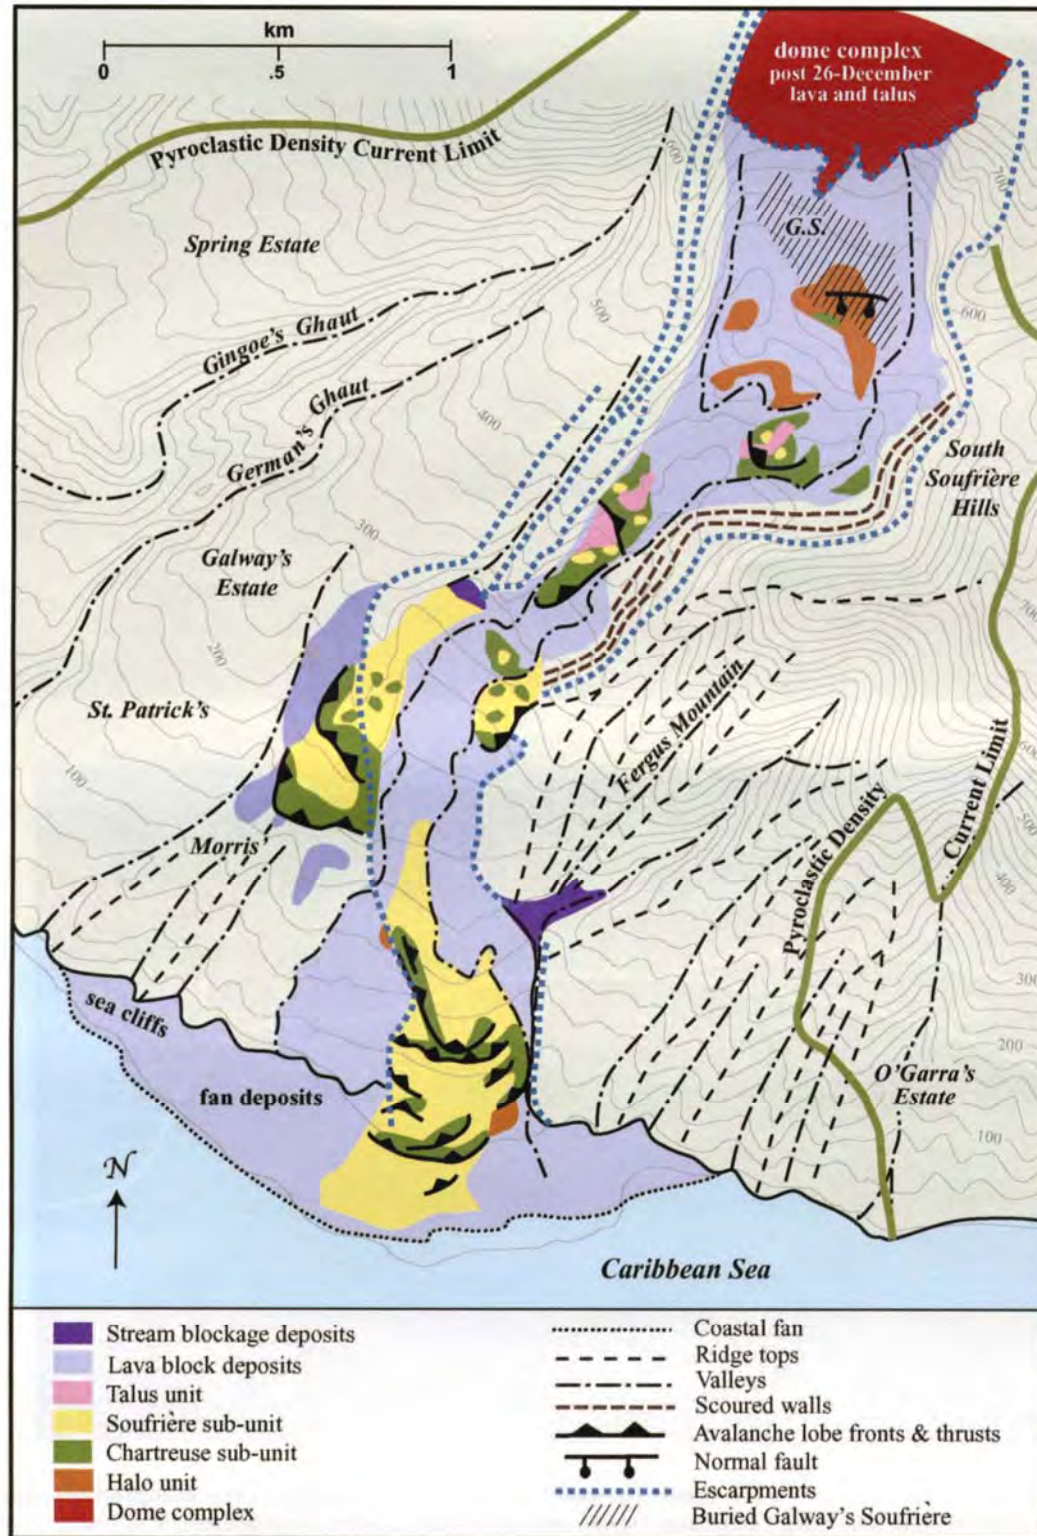 km
0 .5 1
dome complex
post 26-December
lava and talus
Pyroclastic Density Current Limit
600
700
Spring Estate
G.S.
Gingoe's Ghaut
500
600
German's Ghaut
400
South
Soufrière
Hills
300
Galway's
Estate
200
700
St. Patrick's
Fergus Mountain
100
600
Pyroclastic Density
Current Limit
500
Morris'
400
300
sea cliffs
200
fan deposits
O'Garra's
Estate
100
N
Caribbean Sea
Stream blockage deposits
Lava block deposits
Talus unit
Soufrière sub-unit
Chartreuse sub-unit
Halo unit
Dome complex
Coastal fan
Ridge tops
Valleys
Scoured walls
Avalanche lobe fronts & thrusts
Normal fault
Escarpments
Buried Galway's Soufrière